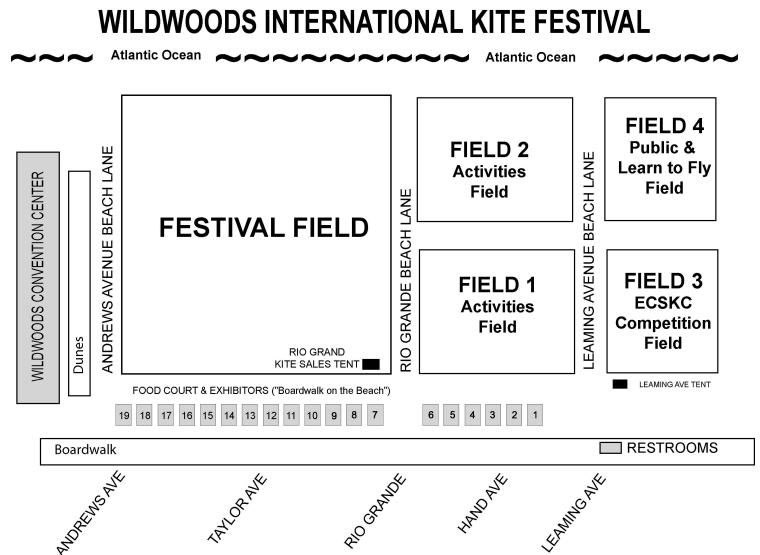 WILDWOODS INTERNATIONAL KITE FESTIVAL
Atlantic Ocean
Atlantic Ocean
WILDWOODS CONVENTION CENTER
Dunes
ANDREWS AVENUE BEACH LANE
FESTIVAL FIELD
RIO GRAND
KITE SALES TENT
RIO GRANDE BEACH LANE
FIELD 2
Activities
Field
FIELD 1
Activities
Field
LEAMING AVENUE BEACH LANE
FIELD 4
Public &
Learn to Fly
Field
FIELD 3
ECSKC
Competition
Field
LEAMING AVE TENT
FOOD COURT & EXHIBITORS ("Boardwalk on the Beach")
19 18 17 16 15 14 13 12 11 10 9 8 7 6 5 4 3 2 1
Boardwalk
RESTROOMS
ANDREWS AVE
TAYLOR AVE
RIO GRANDE
HAND AVE
LEAMING AVE